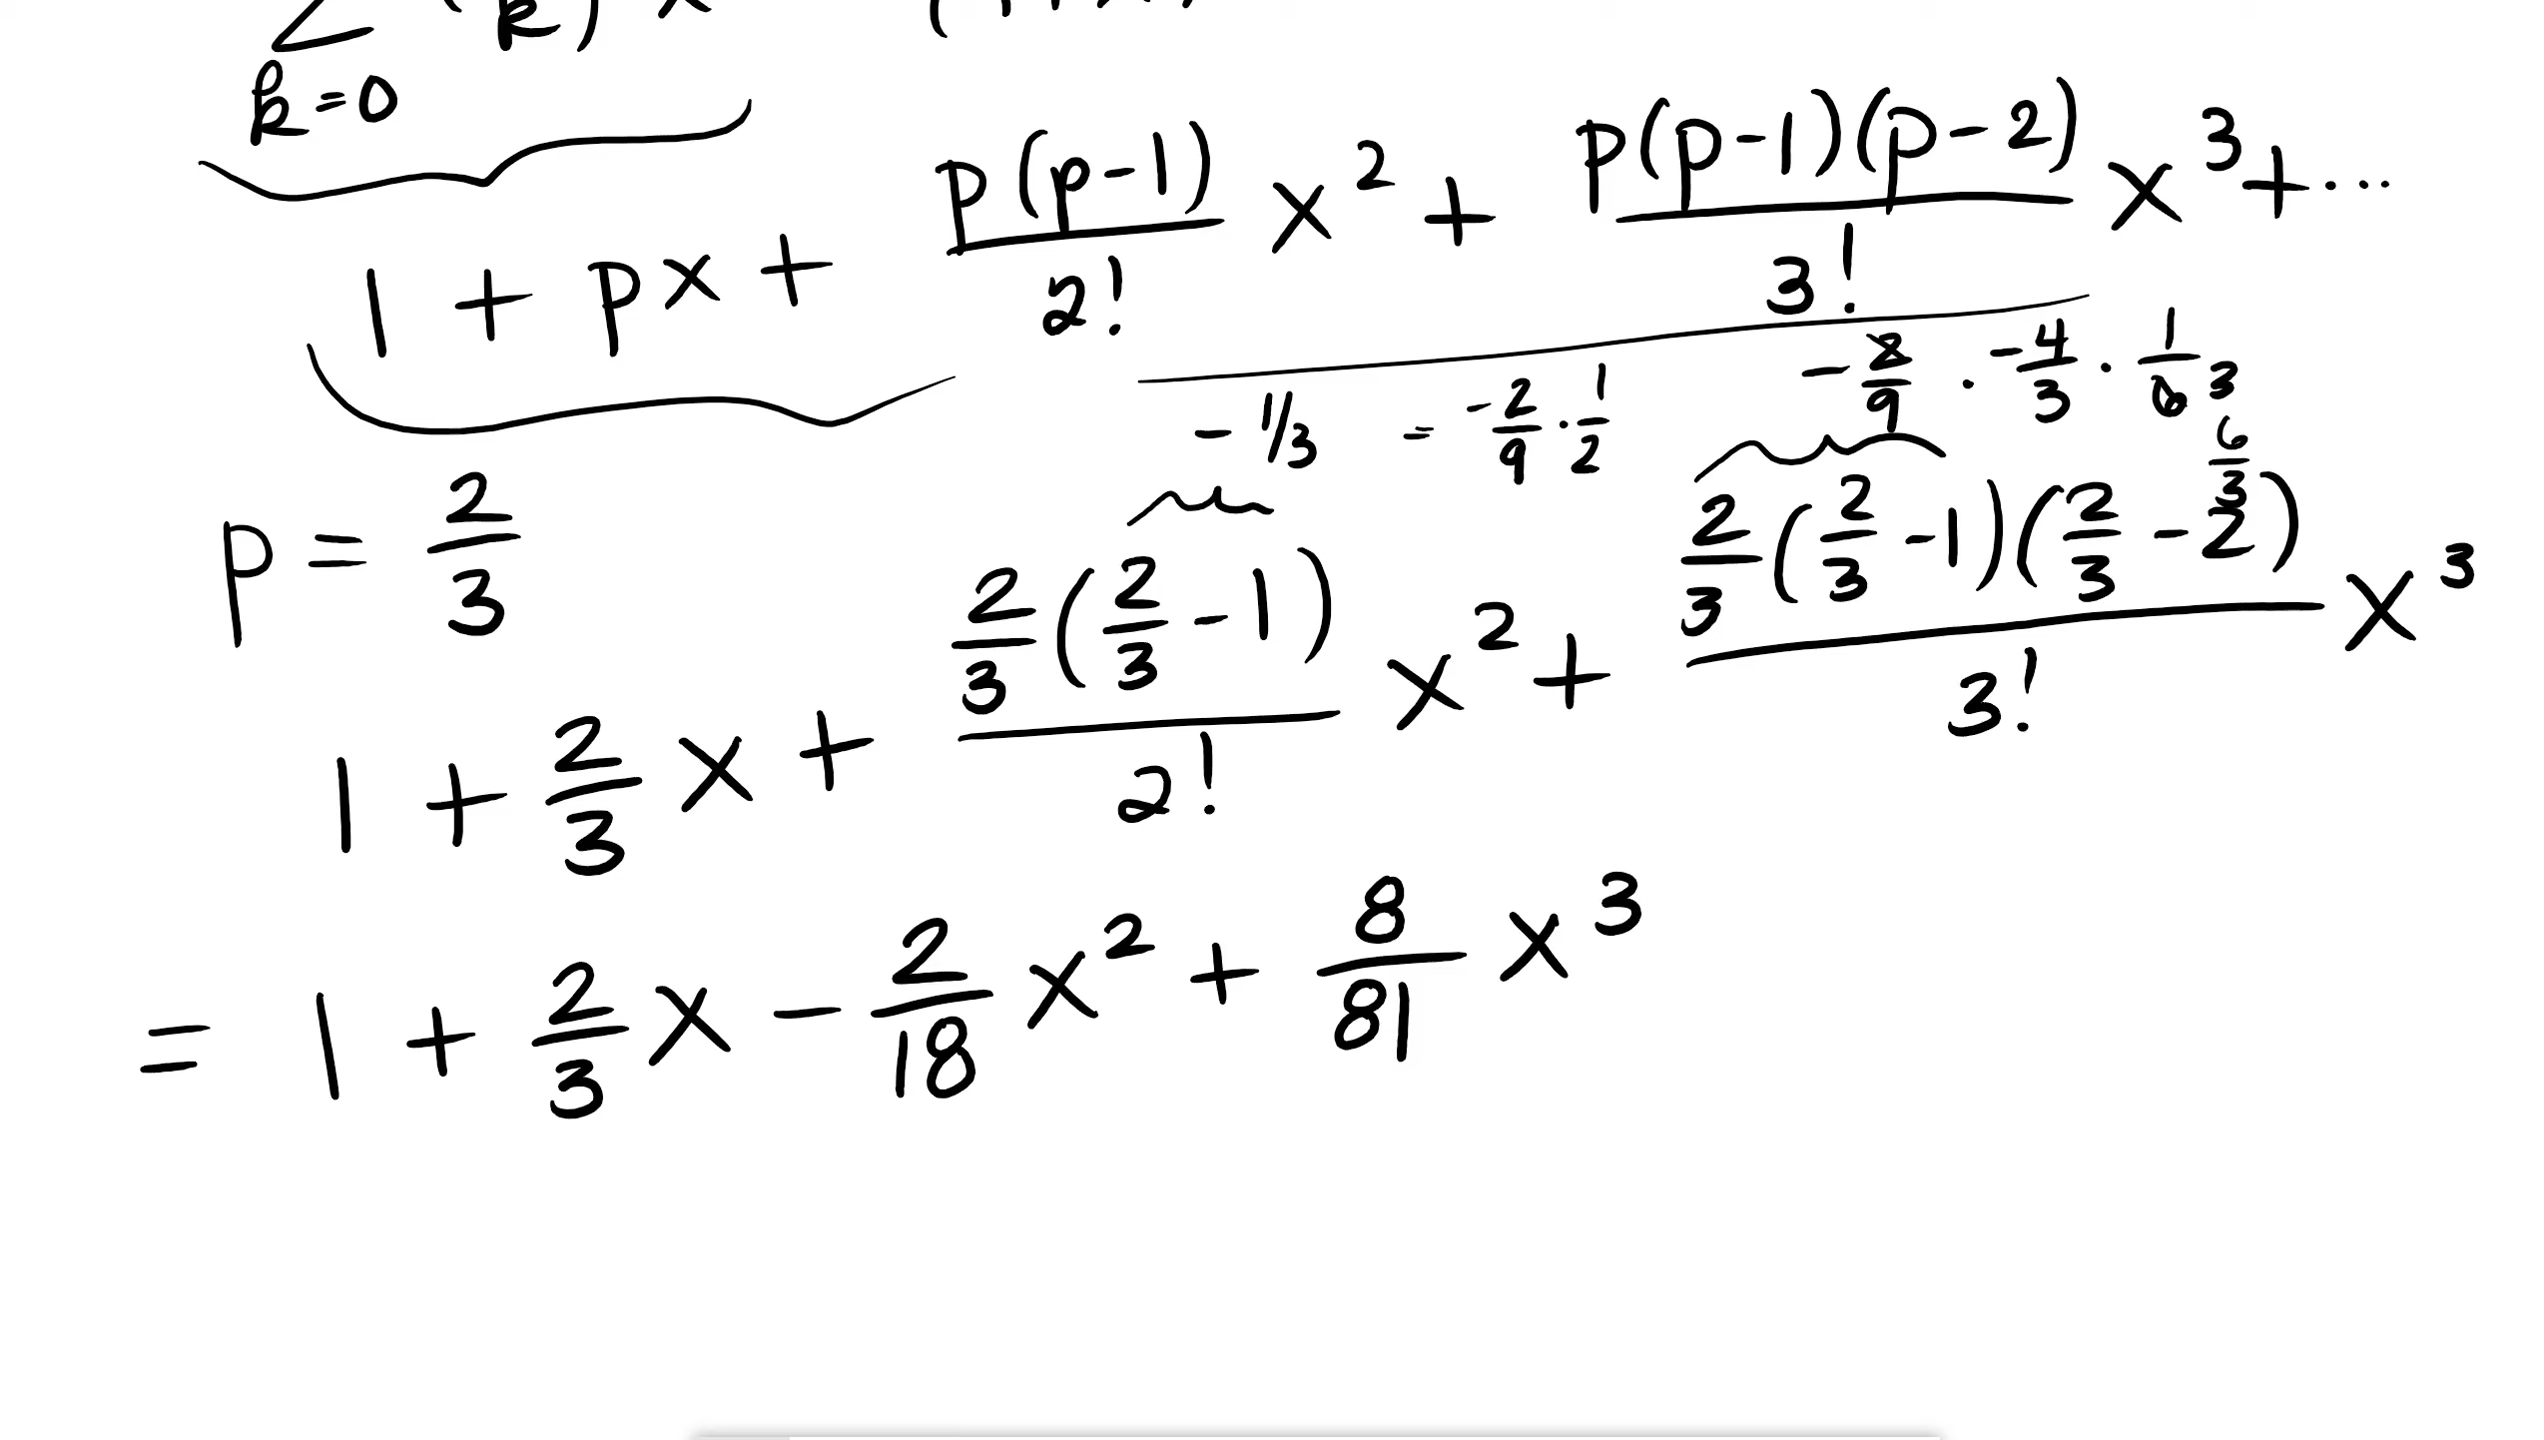 k=0
1 + px + p(p-1)/2! x² + p(p-1)(p-2)/3! x³ + ...
-1/3 = -2/9 · 1/2
-2/9 · -4/3 · 1/6 3
6/3
p = 2/3
1 + 2/3 x + 2/3(2/3 - 1)/2! x² + 2/3(2/3 - 1)(2/3 - 2)/3! x³
= 1 + 2/3 x - 2/18 x² + 8/81 x³